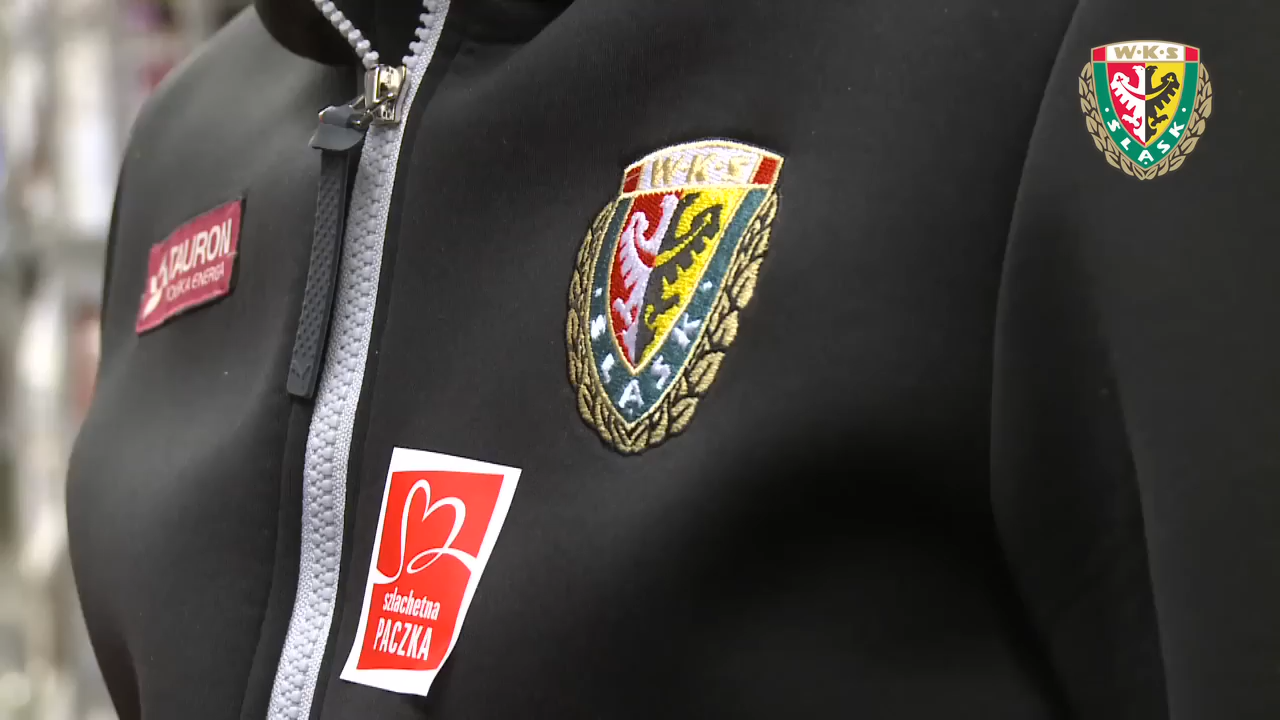 TAURON
POLSKA ENERGIA
W·K·S
ŚLĄSK
szlachetna
PACZKA
W·K·S
ŚLĄSK